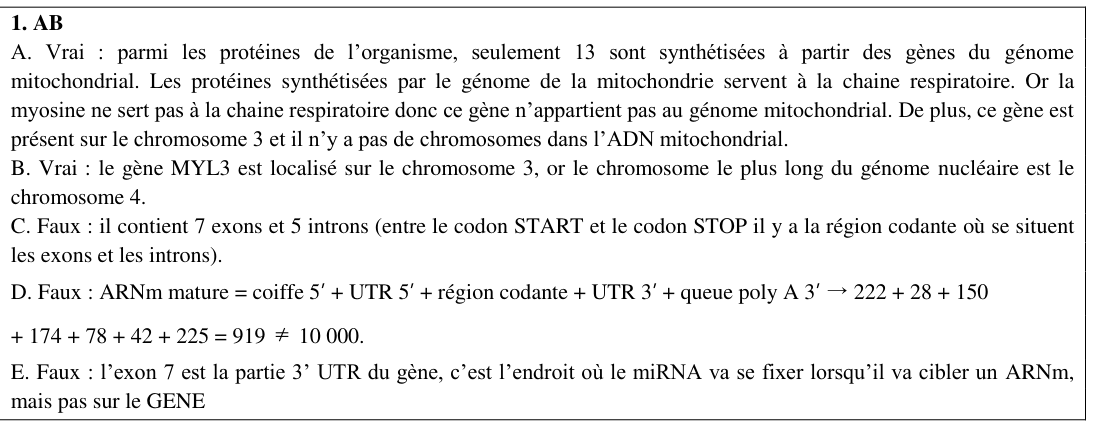 1. AB
A. Vrai : parmi les protéines de l’organisme, seulement 13 sont synthétisées à partir des gènes du génome
mitochondrial. Les protéines synthétisées par le génome de la mitochondrie servent à la chaine respiratoire. Or la
myosine ne sert pas à la chaine respiratoire donc ce gène n’appartient pas au génome mitochondrial. De plus, ce gène est
présent sur le chromosome 3 et il n’y a pas de chromosomes dans l’ADN mitochondrial.
B. Vrai : le gène MYL3 est localisé sur le chromosome 3, or le chromosome le plus long du génome nucléaire est le
chromosome 4.
C. Faux : il contient 7 exons et 5 introns (entre le codon START et le codon STOP il y a la région codante où se situent
les exons et les introns).
D. Faux : ARNm mature = coiffe 5′ + UTR 5′ + région codante + UTR 3′ + queue poly A 3′ → 222 + 28 + 150
+ 174 + 78 + 42 + 225 = 919 ≠ 10 000.
E. Faux : l’exon 7 est la partie 3’ UTR du gène, c’est l’endroit où le miRNA va se fixer lorsqu’il va cibler un ARNm,
mais pas sur le GENE